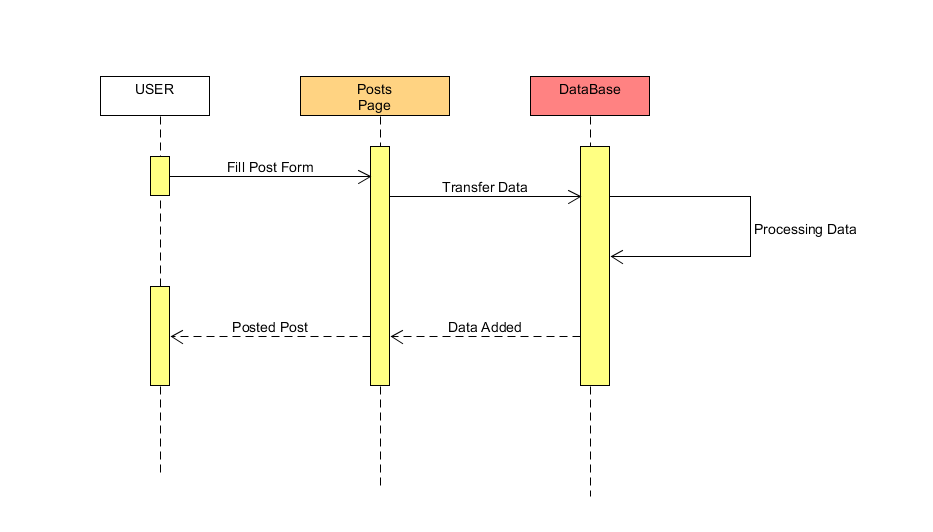 USER
Posts
Page
DataBase
Fill Post Form
Transfer Data
Processing Data
Posted Post
Data Added